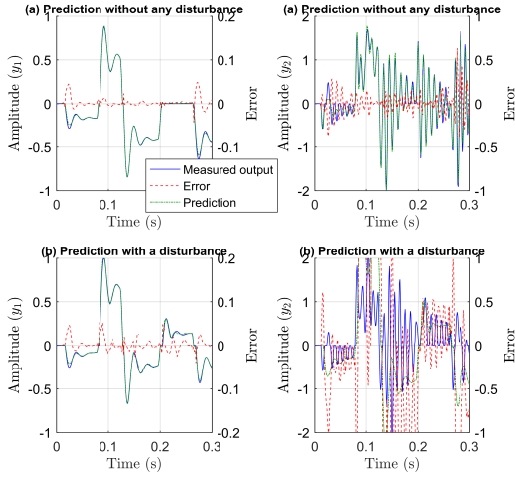 (a) Prediction without any disturbance
1
0.5
0
-0.5
-1
Amplitude (y1)
0.2
0.1
0
-0.1
Error
0
0.1
0.2
0.3
Time (s)
Measured output
Error
Prediction
(a) Prediction without any disturbance
2
1
0
-1
-2
Amplitude (y2)
1
0.5
0
-0.5
-1
Error
0
0.1
0.2
0.3
Time (s)
(b) Prediction with a disturbance
1
0.5
0
-0.5
-1
Amplitude (y1)
0.2
0.1
0
-0.1
-0.2
Error
0
0.1
0.2
0.3
Time (s)
(b) Prediction with a disturbance
2
1
0
-1
-2
Amplitude (y2)
1
0.5
0
-0.5
-1
Error
0
0.1
0.2
0.3
Time (s)